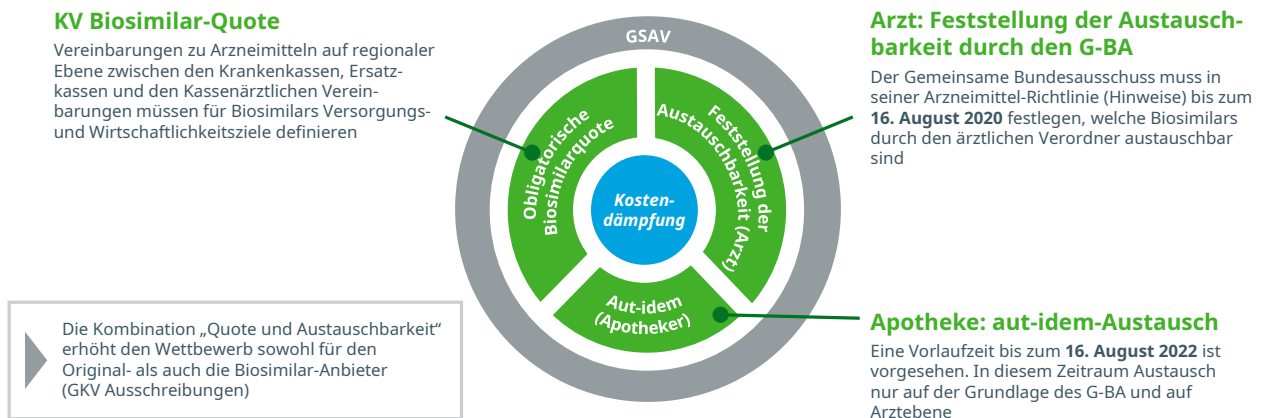 KV Biosimilar-Quote
Vereinbarungen zu Arzneimitteln auf regionaler
Ebene zwischen den Krankenkassen, Ersatz-
kassen und den Kassenärztlichen Verein-
barungen müssen für Biosimilars Versorgungs-
und Wirtschaftlichkeitsziele definieren
GSAV
Obligatorische
Biosimilarquote
Feststellung der
Austauschbarkeit (Arzt)
Kosten-
dämpfung
Aut-idem
(Apotheker)
Arzt: Feststellung der Austausch-
barkeit durch den G-BA
Der Gemeinsame Bundesausschuss muss in
seiner Arzneimittel-Richtlinie (Hinweise) bis zum
16. August 2020 festlegen, welche Biosimilars
durch den ärztlichen Verordner austauschbar
sind
Die Kombination „Quote und Austauschbarkeit“
erhöht den Wettbewerb sowohl für den
Original- als auch die Biosimilar-Anbieter
(GKV Ausschreibungen)
Apotheke: aut-idem-Austausch
Eine Vorlaufzeit bis zum 16. August 2022 ist
vorgesehen. In diesem Zeitraum Austausch
nur auf der Grundlage des G-BA und auf
Arztebene